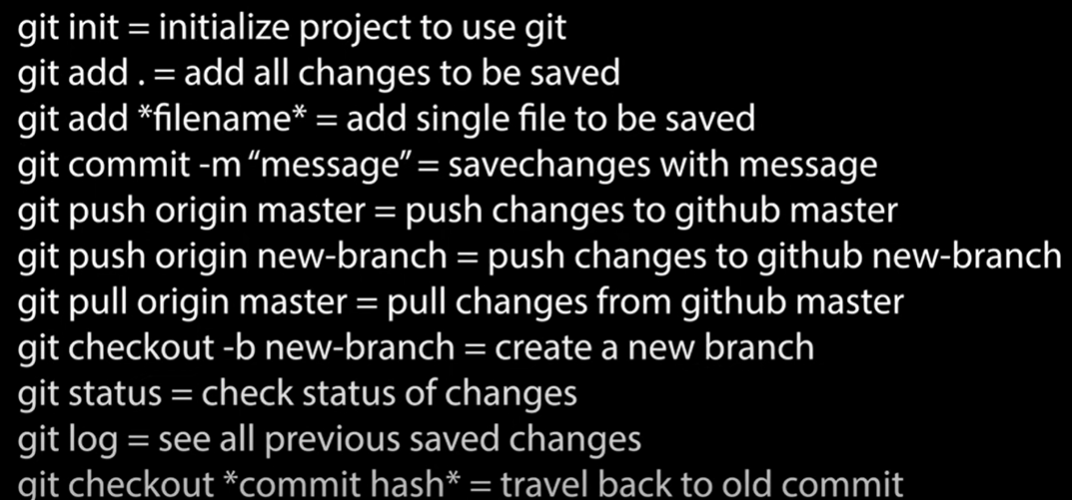 git init = initialize project to use git
git add . = add all changes to be saved
git add *filename* = add single file to be saved
git commit -m “message” = savechanges with message
git push origin master = push changes to github master
git push origin new-branch = push changes to github new-branch
git pull origin master = pull changes from github master
git checkout -b new-branch = create a new branch
git status = check status of changes
git log = see all previous saved changes
git checkout *commit hash* = travel back to old commit